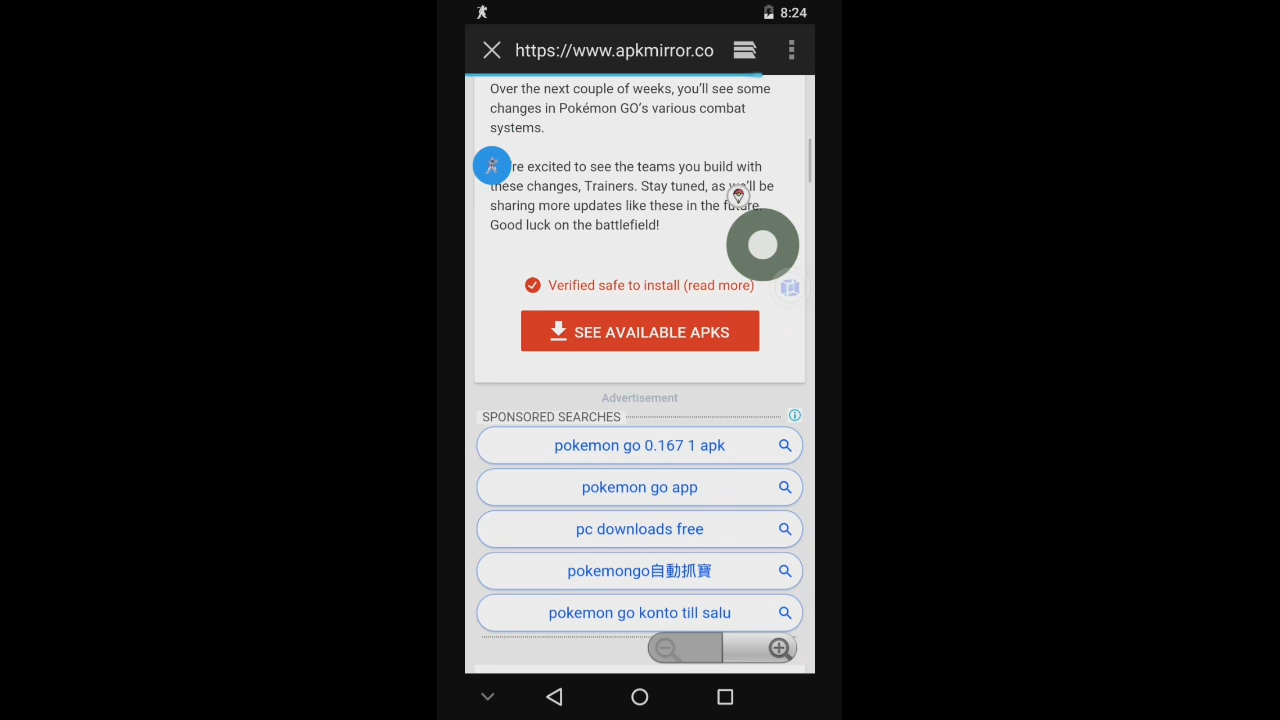 8:24
https://www.apkmirror.co
Over the next couple of weeks, you'll see some
changes in Pokémon GO's various combat
systems.
re excited to see the teams you build with
these changes, Trainers. Stay tuned, as we'll be
sharing more updates like these in the future.
Good luck on the battlefield!
Verified safe to install (read more)
SEE AVAILABLE APKS
Advertisement
SPONSORED SEARCHES
pokemon go 0.167 1 apk
pokemon go app
pc downloads free
pokemongo自動抓寶
pokemon go konto till salu